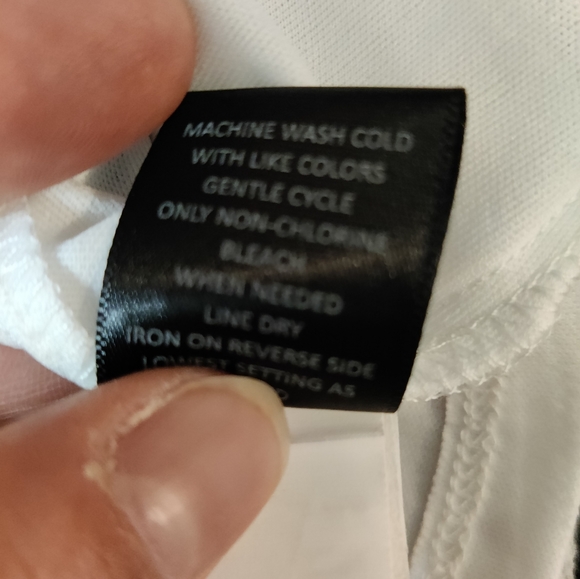 MACHINE WASH COLD
WITH LIKE COLORS
GENTLE CYCLE
ONLY NON-CHLORINE
BLEACH
WHEN NEEDED
LINE DRY
IRON ON REVERSE SIDE
LOWEST SETTING AS